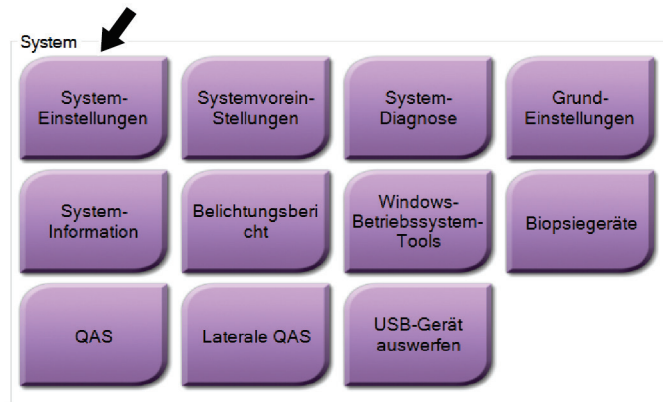 System
System-
Einstellungen
Systemvorein-
Stellungen
System-
Diagnose
Grund-
Einstellungen
System-
Information
Belichtungsberi
cht
Windows-
Betriebssystem-
Tools
Biopsiegeräte
QAS
Laterale QAS
USB-Gerät
auswerfen